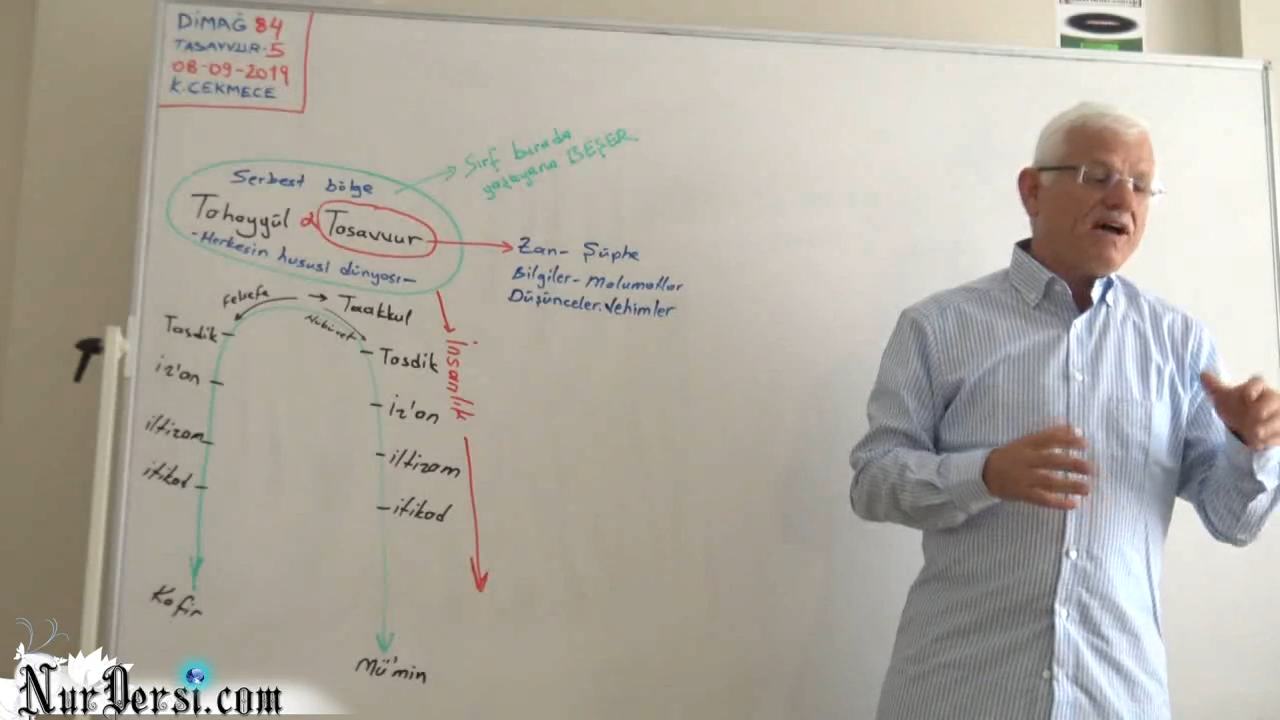 DİMAĞ 84
TASAVVUR-5
08-09-2019
K.ÇEKMECE
Sırf burada
yaşayana BEŞER
Serbest bölge
Tahayyül Tasavvur
-Herkesin hususi dünyası-
Zan- Şüphe
Bilgiler- Malumatlar
Düşünceler. Vehimler
felsefe
Taakkul
Nübüvvet
Tasdik
Tasdik
iz'an
iz'an
iltizam
iltizam
itikad
itikad
insanlık
Kafir
Mü'min
NurDersi.com